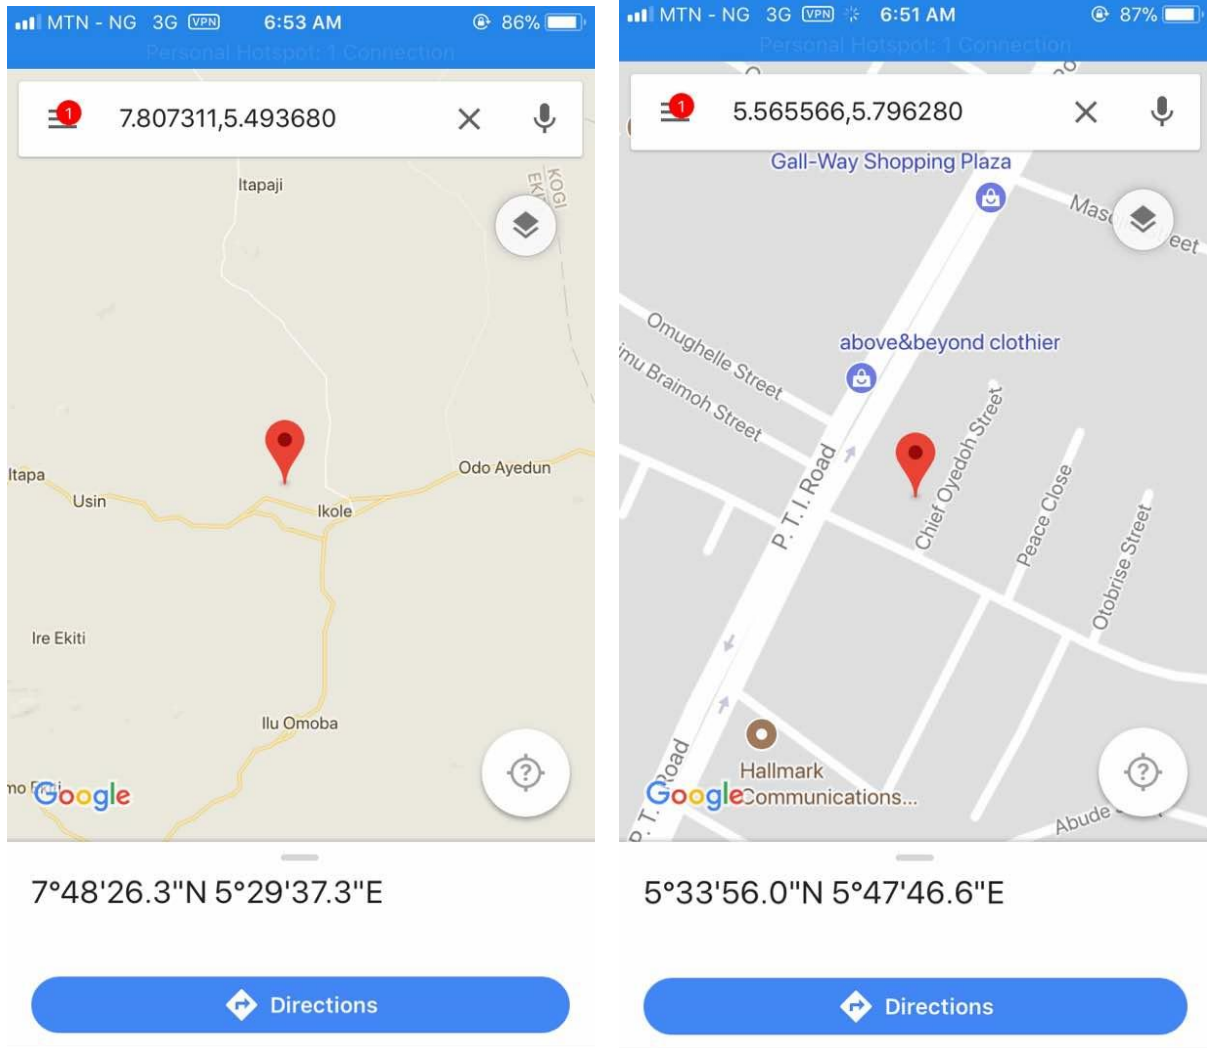 MTN - NG 3G VPN 6:53 AM 86%
Personal Hotspot: 1 Connection
1
7.807311,5.493680
Itapaji
KOGI
Itapa
Usin
Ikole
Odo Ayedun
Ire Ekiti
Ilu Omoba
Google
7°48'26.3"N 5°29'37.3"E
Directions
MTN - NG 3G VPN 6:51 AM 87%
Personal Hotspot: 1 Connection
1
5.565566,5.796280
Gall-Way Shopping Plaza
Omughelle Street
above&beyond clothier
Braimoh Street
P. T. I. Road
Chief Oyedoh Street
Peace Close
Otobrise Street
Hallmark
Communications...
Google
Abude
5°33'56.0"N 5°47'46.6"E
Directions